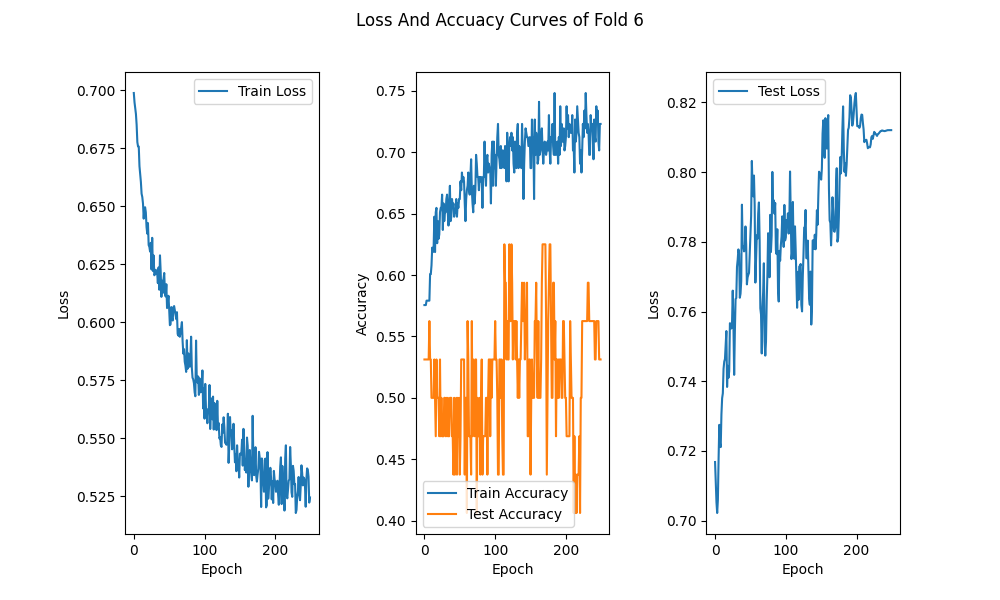 Loss And Accuacy Curves of Fold 6
Train Loss
0.700
0.675
0.650
0.625
0.600
0.575
0.550
0.525
Loss
0 100 200
Epoch
0.75
0.70
0.65
0.60
0.55
0.50
0.45
0.40
Accuracy
Train Accuracy
Test Accuracy
0 100 200
Epoch
Test Loss
0.82
0.80
0.78
0.76
0.74
0.72
0.70
Loss
0 100 200
Epoch